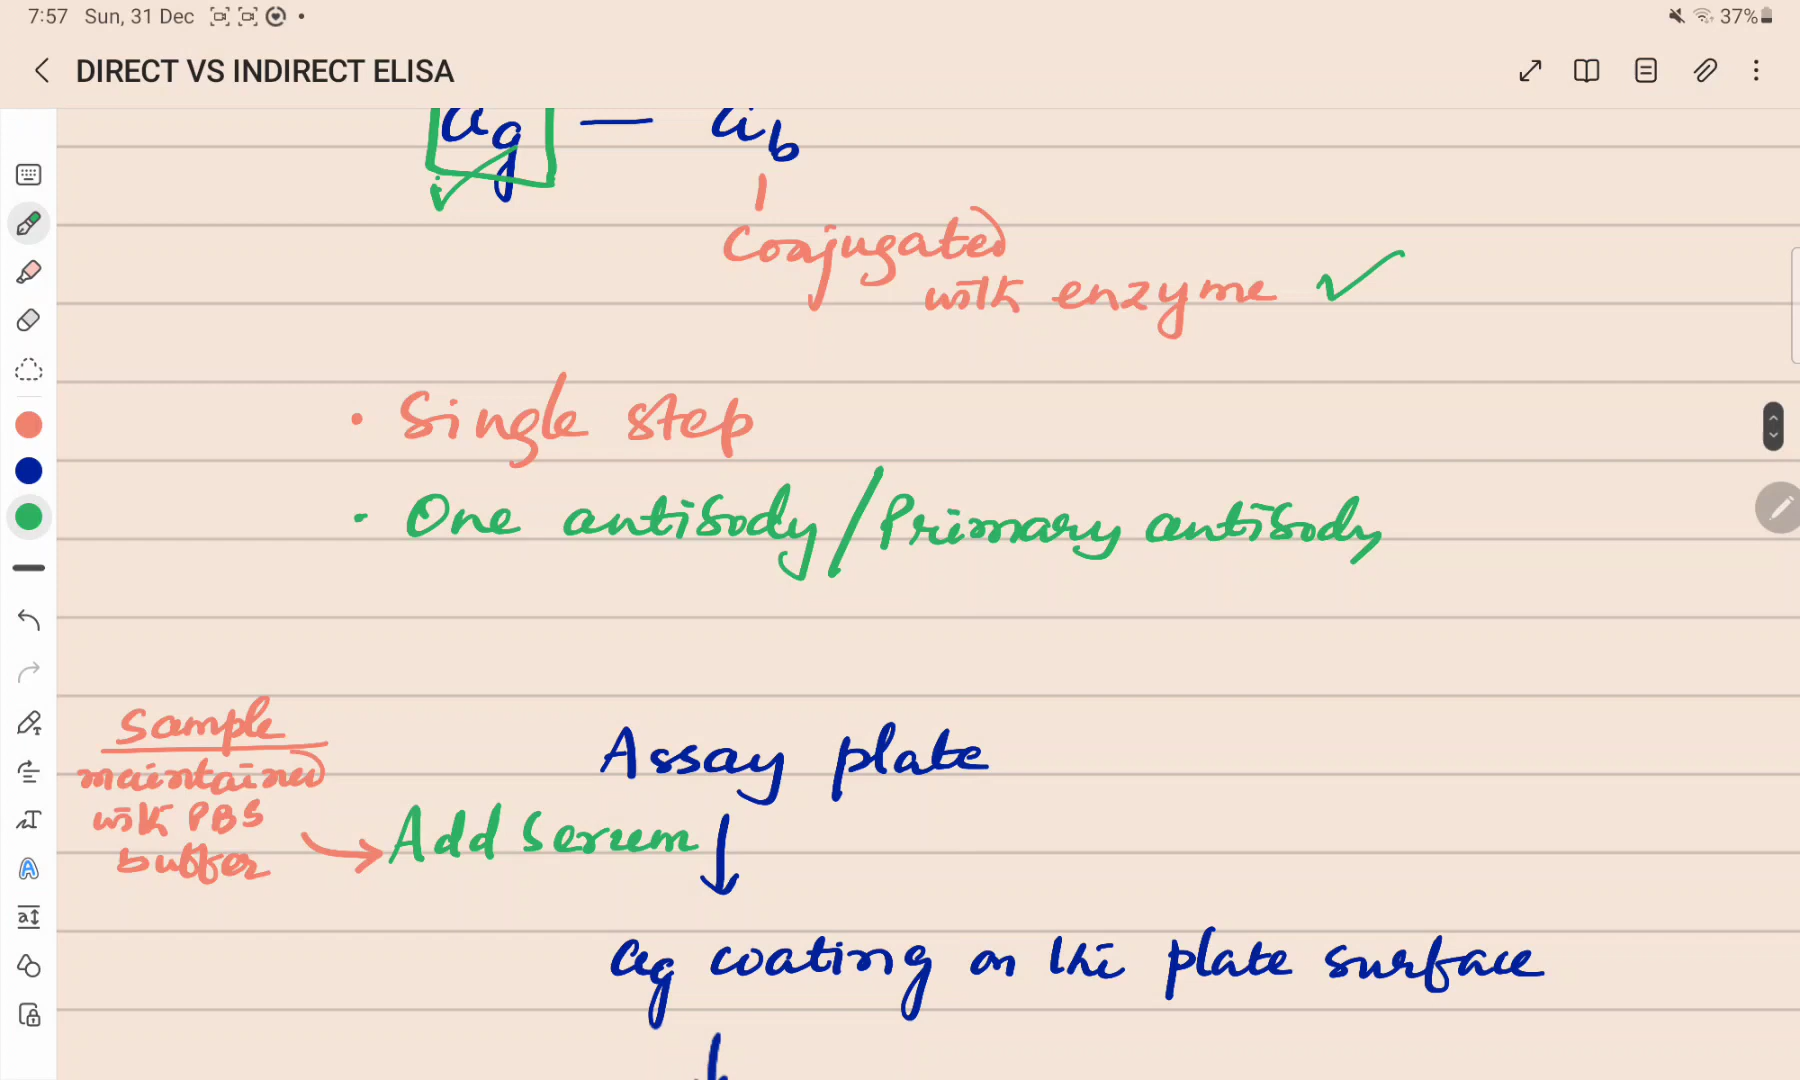 7:57 Sun, 31 Dec
37%
DIRECT VS INDIRECT ELISA
ag — ab
Conjugated
with enzyme ✓
· Single step
· One antibody/Primary antibody
Sample
maintained
with PBS
buffer
Assay plate
Add serum
ag coating on the plate surface